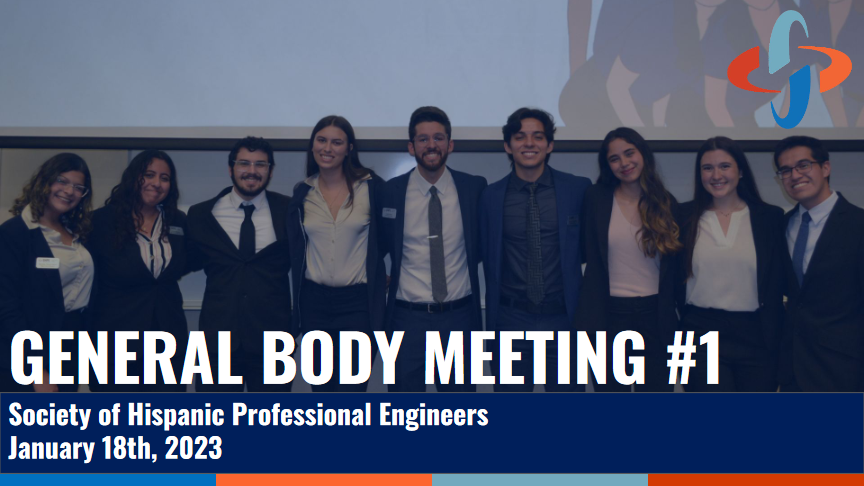 GENERAL BODY MEETING #1
Society of Hispanic Professional Engineers
January 18th, 2023